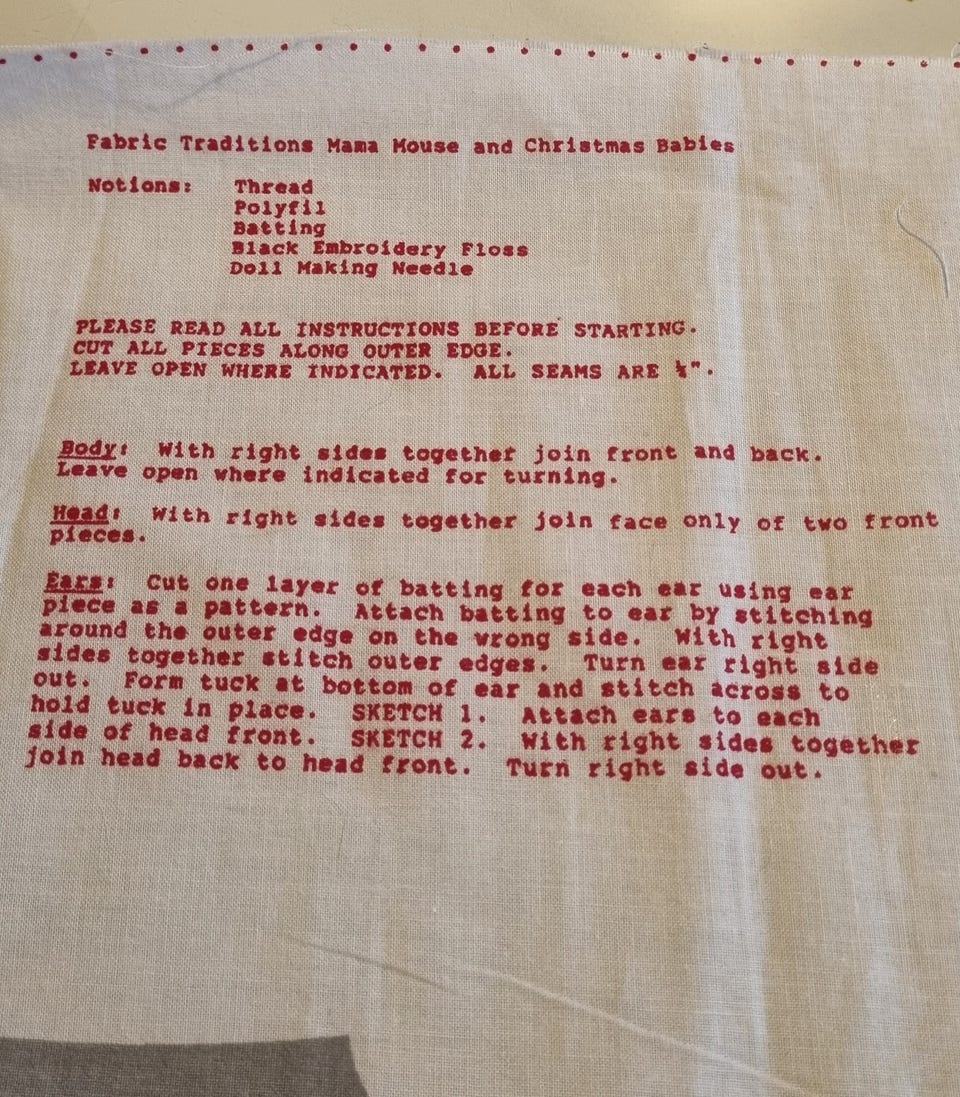 Fabric Traditions Mama Mouse and Christmas Babies
Notions: Thread
Polyfil
Batting
Black Embroidery Floss
Doll Making Needle
PLEASE READ ALL INSTRUCTIONS BEFORE STARTING.
CUT ALL PIECES ALONG OUTER EDGE.
LEAVE OPEN WHERE INDICATED. ALL SEAMS ARE ¼".
Body: With right sides together join front and back.
Leave open where indicated for turning.
Head: With right sides together join face only of two front
pieces.
Ears: Cut one layer of batting for each ear using ear
piece as a pattern. Attach batting to ear by stitching
around the outer edge on the wrong side. With right
sides together stitch outer edges. Turn ear right side
out. Form tuck at bottom of ear and stitch across to
hold tuck in place. SKETCH 1. Attach ears to each
side of head front. SKETCH 2. With right sides together
join head back to head front. Turn right side out.